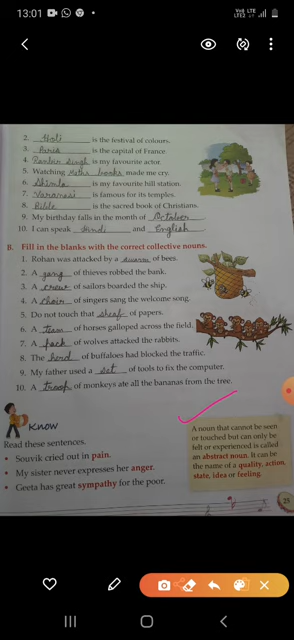 13:01
VoIP LTE
LTE2
2. Holi is the festival of colours.
3. Paris is the capital of France.
4. Ranbir Singh is my favourite actor.
5. Watching Moths books made me cry.
6. Shimla is my favourite hill station.
7. Varanasi is famous for its temples.
8. Bible is the sacred book of Christians.
9. My birthday falls in the month of October
10. I can speak Hindi and English
B. Fill in the blanks with the correct collective nouns.
1. Rohan was attacked by a swarm of bees.
2. A gang of thieves robbed the bank.
3. A crew of sailors boarded the ship.
4. A choir of singers sang the welcome song.
5. Do not touch that sheaf of papers.
6. A team of horses galloped across the field.
7. A pack of wolves attacked the rabbits.
8. The herd of buffaloes had blocked the traffic.
9. My father used a set of tools to fix the computer.
10. A troop of monkeys ate all the bananas from the tree.
Know
Read these sentences.
• Souvik cried out in pain.
• My sister never expresses her anger.
• Geeta has great sympathy for the poor.
A noun that cannot be seen
or touched but can only be
felt or experienced is called
an abstract noun. It can be
the name of a quality, action,
state, idea or feeling.